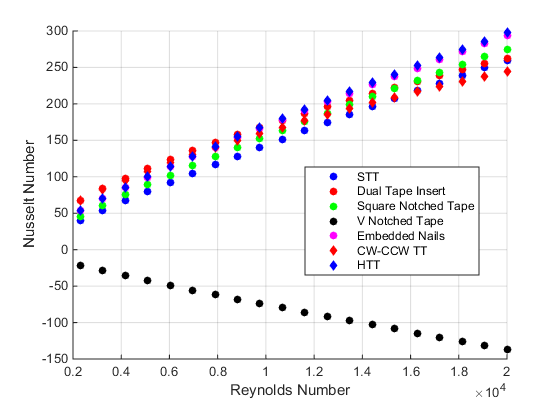 300
250
200
150
100
50
0
-50
-100
-150
Nusselt Number
STT
Dual Tape Insert
Square Notched Tape
V Notched Tape
Embedded Nails
CW-CCW TT
HTT
0.2 0.4 0.6 0.8 1 1.2 1.4 1.6 1.8 2
Reynolds Number
×10^4